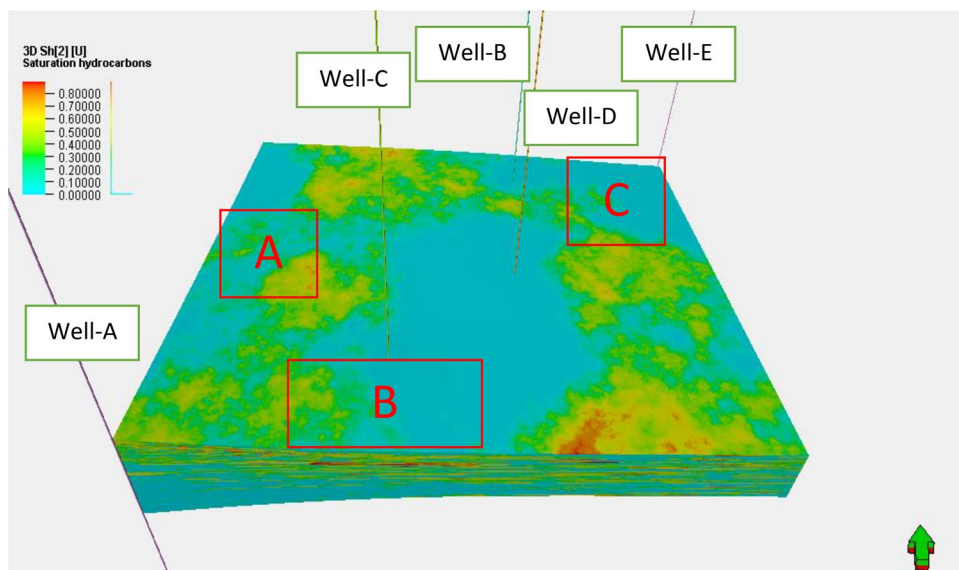 3D Sh[2] [U]
Saturation hydrocarbons
0.80000
0.70000
0.60000
0.50000
0.40000
0.30000
0.20000
0.10000
0.00000
Well-C
Well-B
Well-E
Well-D
C
A
Well-A
B